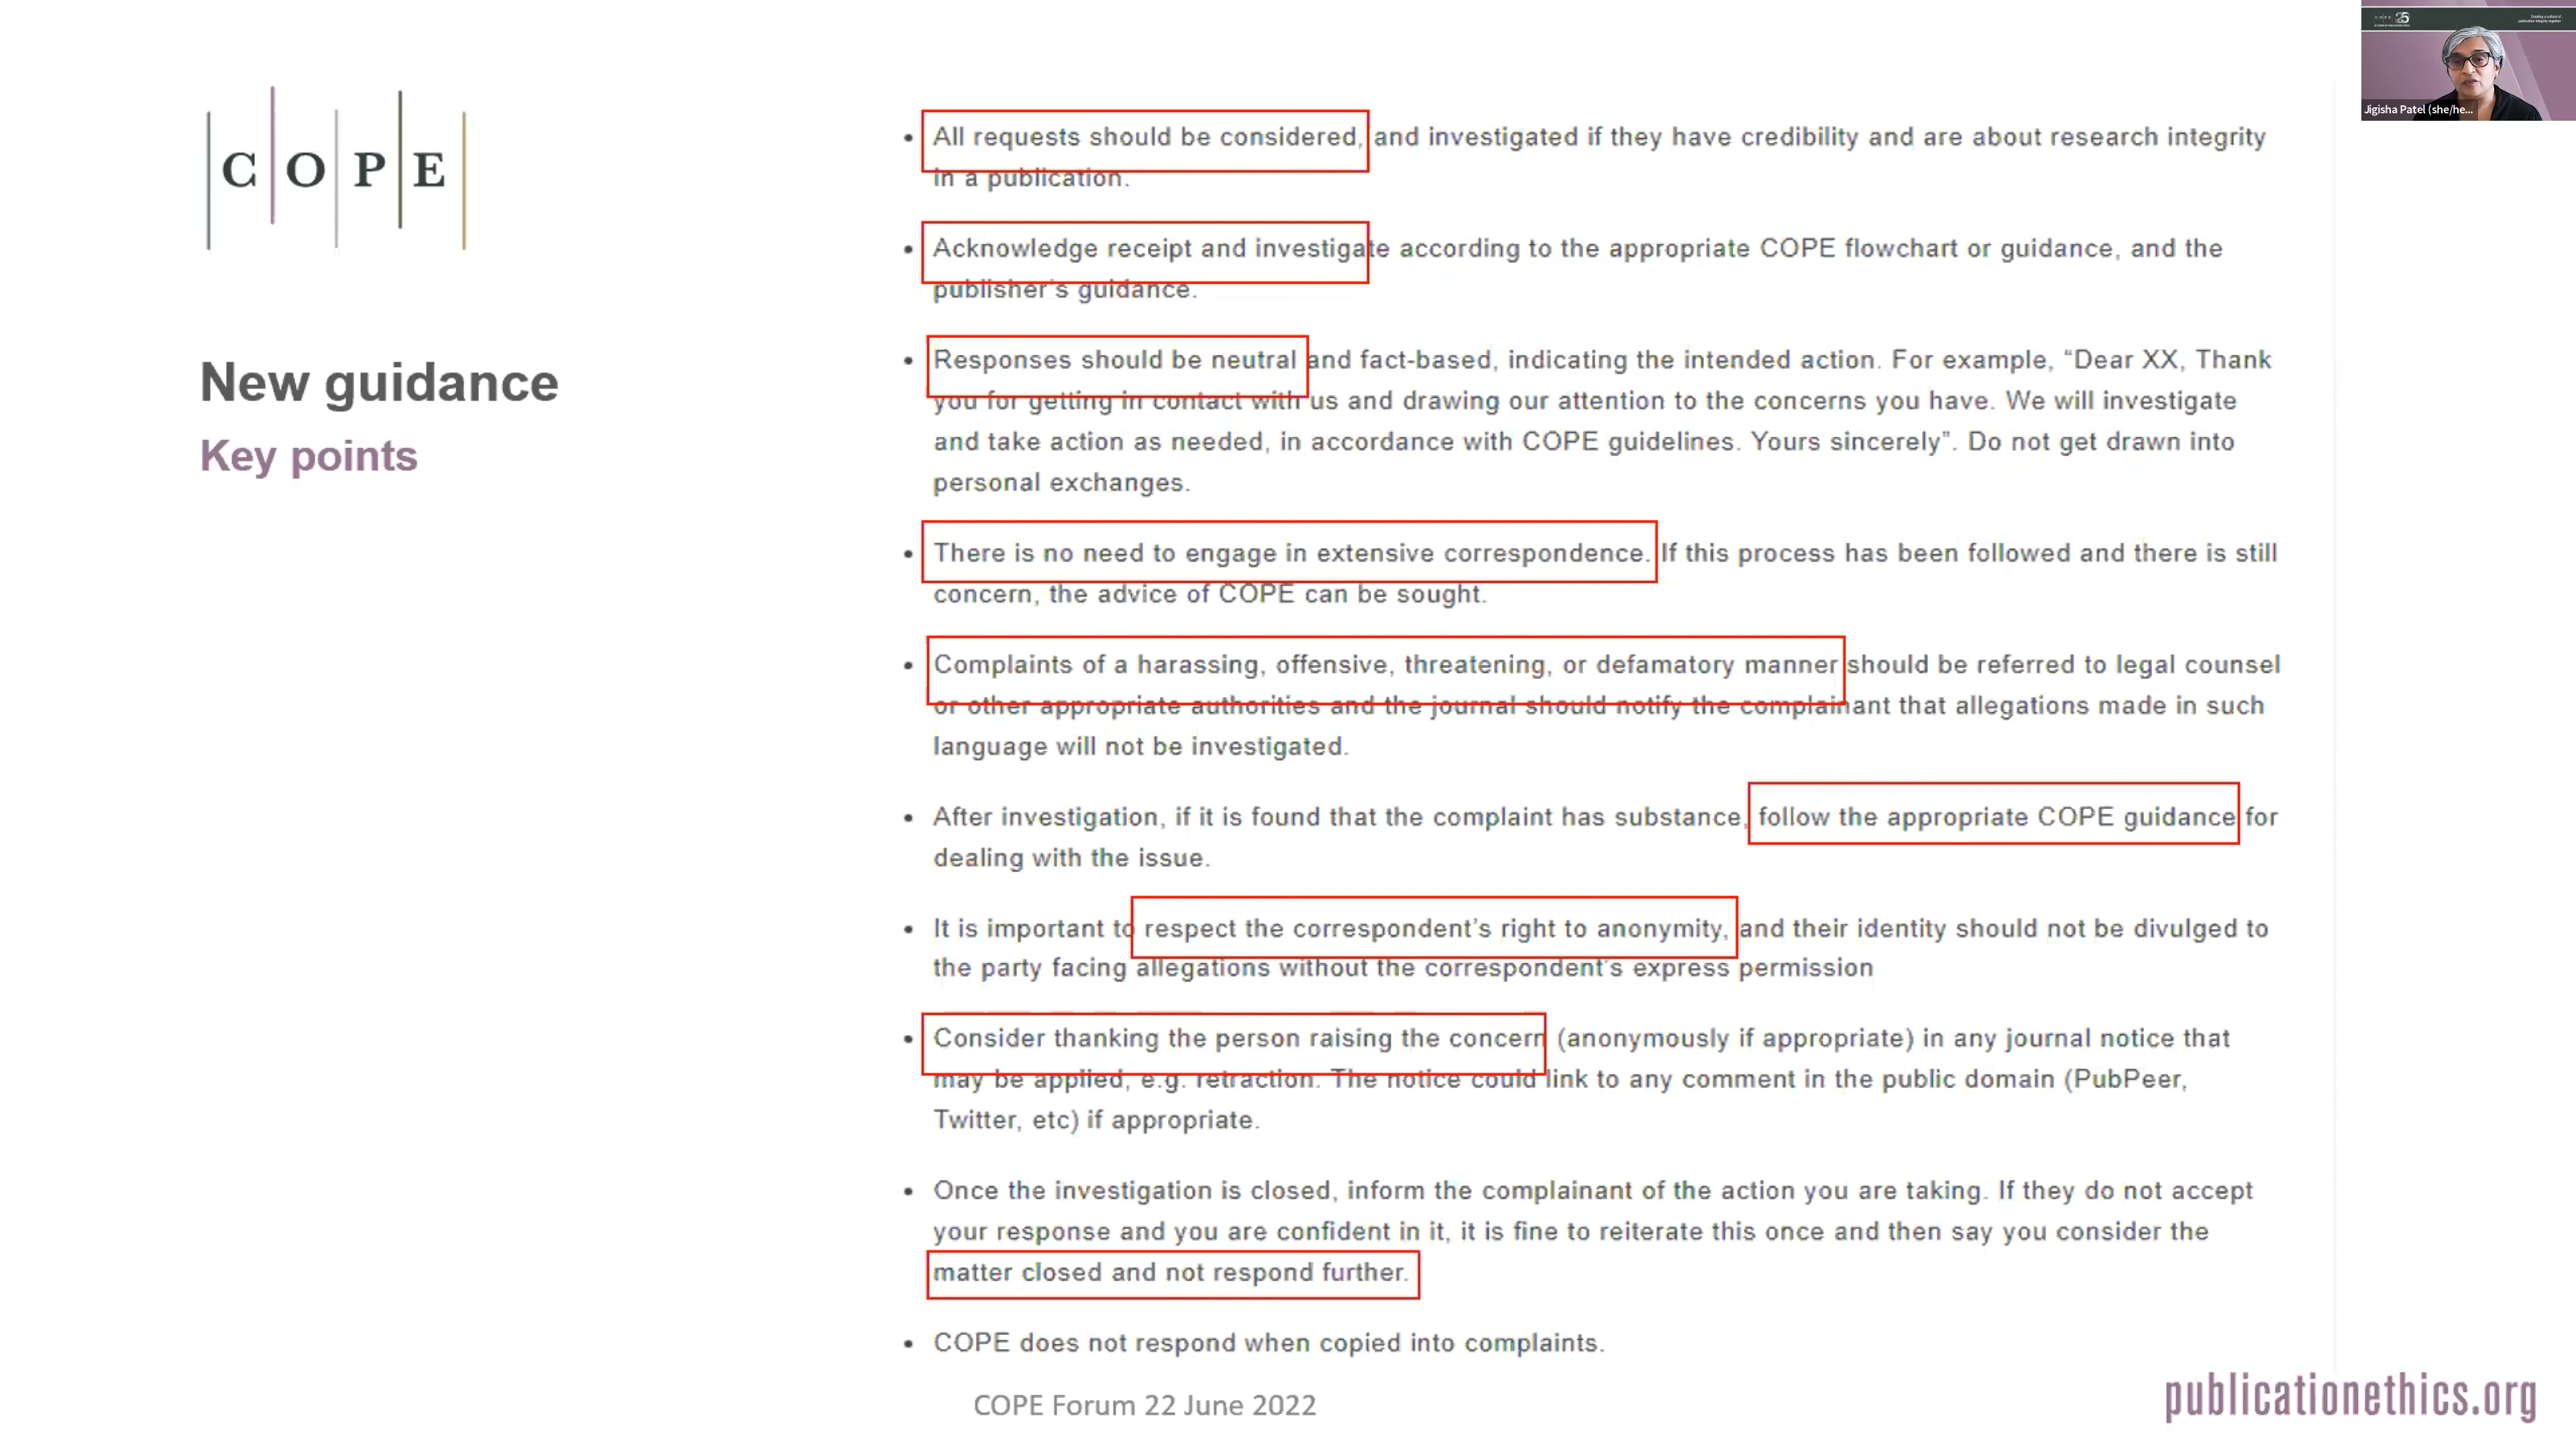 C O P E
New guidance
Key points
All requests should be considered, and investigated if they have credibility and are about research integrity
in a publication.
Acknowledge receipt and investigate according to the appropriate COPE flowchart or guidance, and the
publisher's guidance.
Responses should be neutral and fact-based, indicating the intended action. For example, “Dear XX, Thank
you for getting in contact with us and drawing our attention to the concerns you have. We will investigate
and take action as needed, in accordance with COPE guidelines. Yours sincerely”. Do not get drawn into
personal exchanges.
There is no need to engage in extensive correspondence. If this process has been followed and there is still
concern, the advice of COPE can be sought.
Complaints of a harassing, offensive, threatening, or defamatory manner should be referred to legal counsel
or other appropriate authorities and the journal should notify the complainant that allegations made in such
language will not be investigated.
After investigation, if it is found that the complaint has substance, follow the appropriate COPE guidance for
dealing with the issue.
It is important to respect the correspondent’s right to anonymity, and their identity should not be divulged to
the party facing allegations without the correspondent’s express permission
Consider thanking the person raising the concern (anonymously if appropriate) in any journal notice that
may be applied, e.g. retraction. The notice could link to any comment in the public domain (PubPeer,
Twitter, etc) if appropriate.
Once the investigation is closed, inform the complainant of the action you are taking. If they do not accept
your response and you are confident in it, it is fine to reiterate this once and then say you consider the
matter closed and not respond further.
COPE does not respond when copied into complaints.
COPE Forum 22 June 2022
publicationethics.org
Jigisha Patel (she/he...